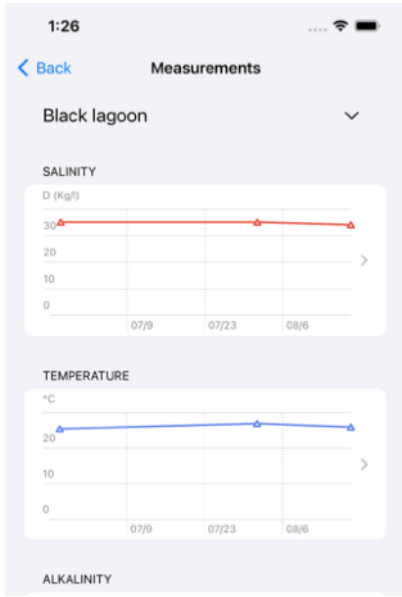 1:26
Back Measurements
Black lagoon
SALINITY
D (Kg/l)
30
20
10
0
07/9 07/23 08/6
TEMPERATURE
°C
20
10
0
07/9 07/23 08/6
ALKALINITY